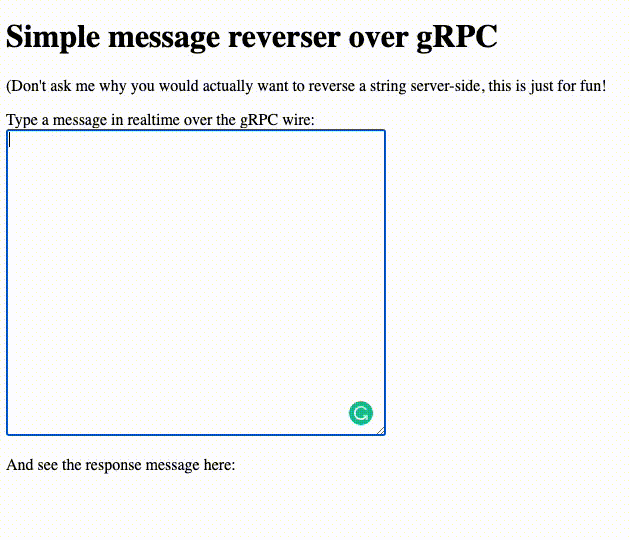 Simple message reverser over gRPC
(Don't ask me why you would actually want to reverse a string server-side, this is just for fun!
Type a message in realtime over the gRPC wire:
And see the response message here: